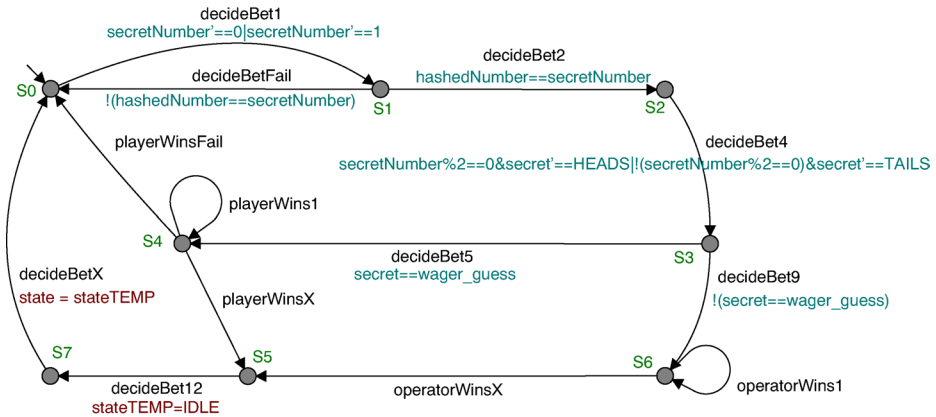 decideBet1
secretNumber'==0|secretNumber'==1
decideBet2
decideBetFail
hashedNumber==secretNumber
S0
!(hashedNumber==secretNumber)
S1
S2
playerWinsFail
decideBet4
secretNumber%2==0&secret'==HEADS|!(secretNumber%2==0)&secret'==TAILS
playerWins1
S4
decideBet5
S3
secret==wager_guess
decideBetX
state = stateTEMP
playerWinsX
decideBet9
!(secret==wager_guess)
S7
S5
S6
decideBet12
stateTEMP=IDLE
operatorWinsX
operatorWins1